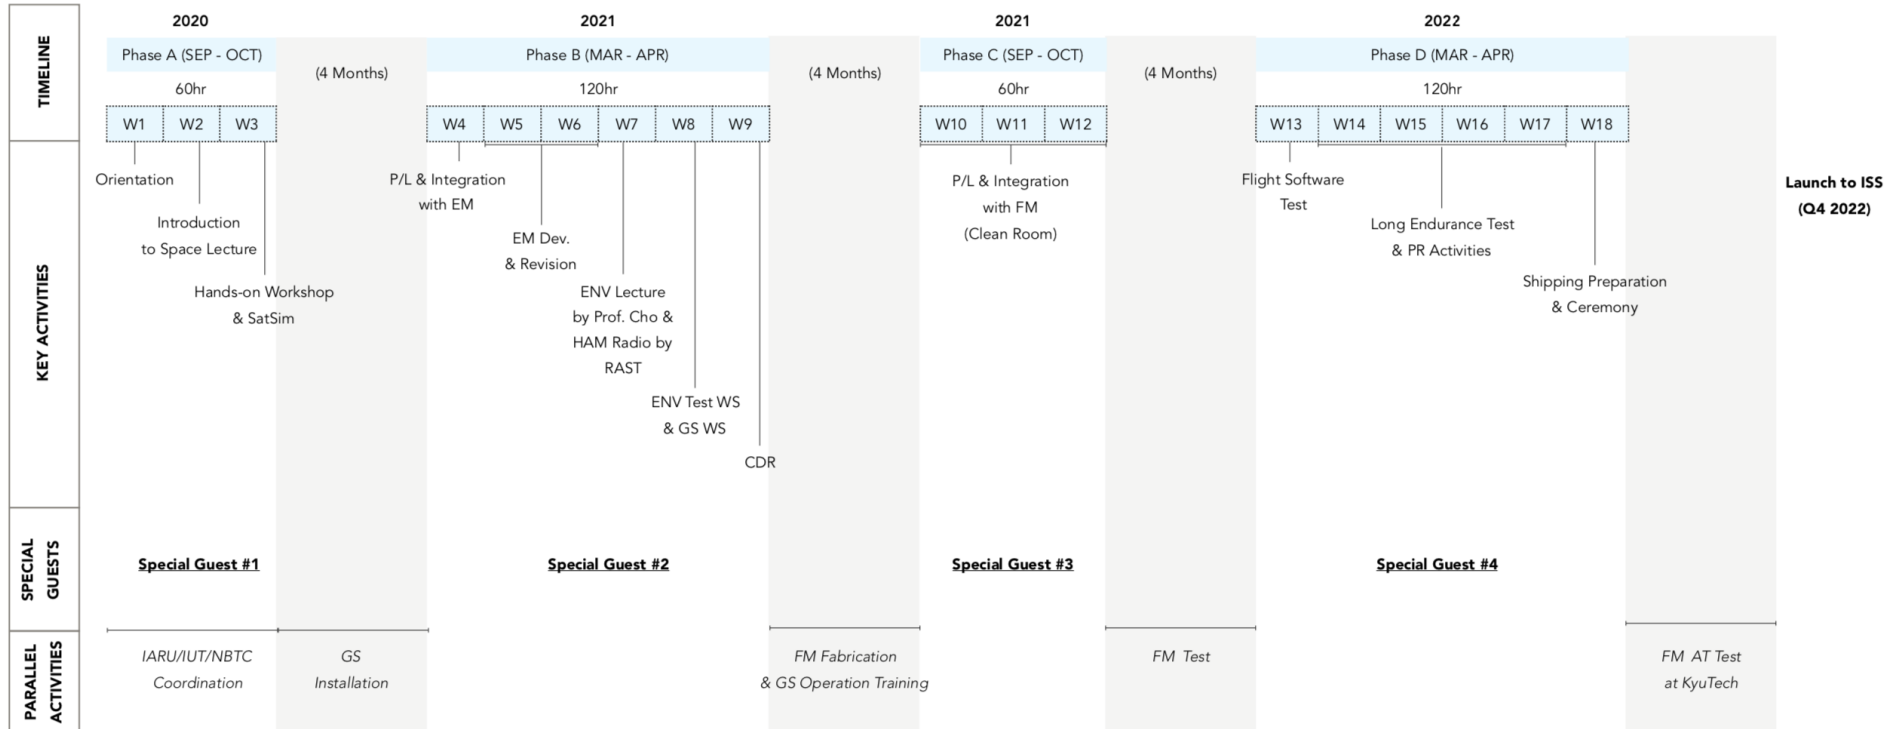 2020
2021
2021
2022
TIMELINE
Phase A (SEP - OCT)
(4 Months)
Phase B (MAR - APR)
(4 Months)
Phase C (SEP - OCT)
(4 Months)
Phase D (MAR - APR)
60hr
120hr
60hr
120hr
W1 W2 W3
W4 W5 W6 W7 W8 W9
W10 W11 W12
W13 W14 W15 W16 W17 W18
KEY ACTIVITIES
Orientation
Introduction
to Space Lecture
Hands-on Workshop
& SatSim
P/L & Integration
with EM
EM Dev.
& Revision
ENV Lecture
by Prof. Cho &
HAM Radio by
RAST
ENV Test WS
& GS WS
CDR
P/L & Integration
with FM
(Clean Room)
Flight Software
Test
Long Endurance Test
& PR Activities
Shipping Preparation
& Ceremony
Launch to ISS
(Q4 2022)
SPECIAL
GUESTS
Special Guest #1
Special Guest #2
Special Guest #3
Special Guest #4
PARALLEL
ACTIVITIES
IARU/IUT/NBTC
Coordination
GS
Installation
FM Fabrication
& GS Operation Training
FM Test
FM AT Test
at KyuTech